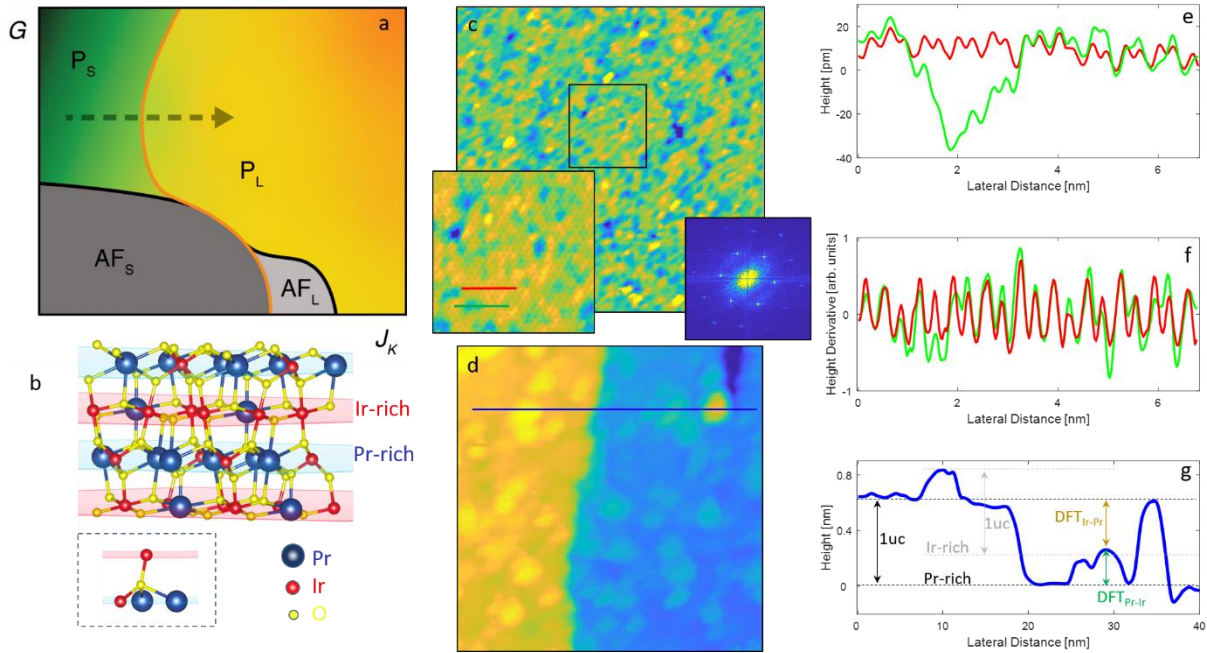 G
a
P_S
P_L
AF_S
AF_L
J_K
b
Ir-rich
Pr-rich
Pr
Ir
O
c
d
e
Height [pm]
20
0
-20
-40
0
2
4
6
Lateral Distance [nm]
f
Height Derivative [arb. units]
1
0
-1
0
2
4
6
Lateral Distance [nm]
g
Height [nm]
0.8
0.4
0
1uc
1uc
DFT_Ir-Pr
Ir-rich
Pr-rich
DFT_Pr-Ir
0
10
20
30
40
Lateral Distance [nm]